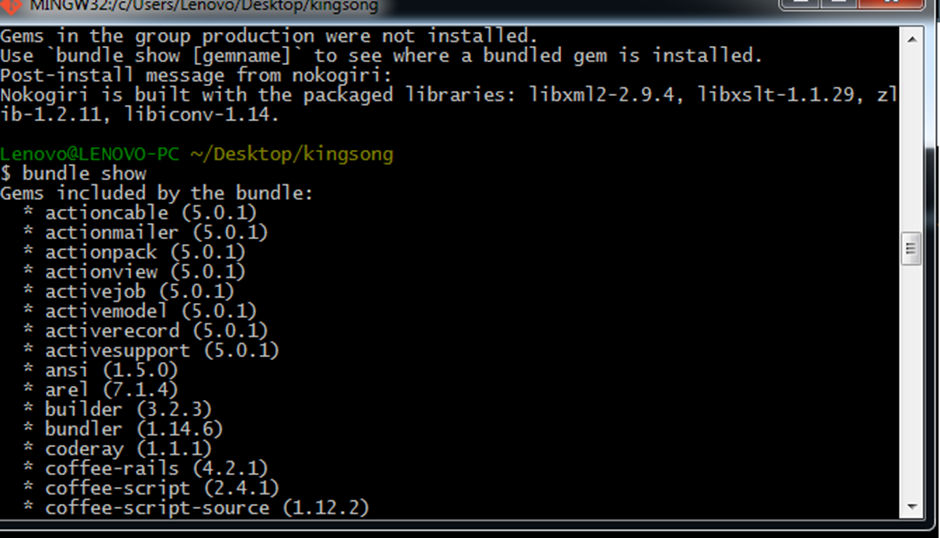 MINGW32:/c/Users/Lenovo/Desktop/kingsong
Gems in the group production were not installed.
Use `bundle show [gemname]` to see where a bundled gem is installed.
Post-install message from nokogiri:
Nokogiri is built with the packaged libraries: libxml2-2.9.4, libxslt-1.1.29, zl
ib-1.2.11, libiconv-1.14.
Lenovo@LENOVO-PC ~/Desktop/kingsong
$ bundle show
Gems included by the bundle:
* actioncable (5.0.1)
* actionmailer (5.0.1)
* actionpack (5.0.1)
* actionview (5.0.1)
* activejob (5.0.1)
* activemodel (5.0.1)
* activerecord (5.0.1)
* activesupport (5.0.1)
* ansi (1.5.0)
* arel (7.1.4)
* builder (3.2.3)
* bundler (1.14.6)
* coderay (1.1.1)
* coffee-rails (4.2.1)
* coffee-script (2.4.1)
* coffee-script-source (1.12.2)